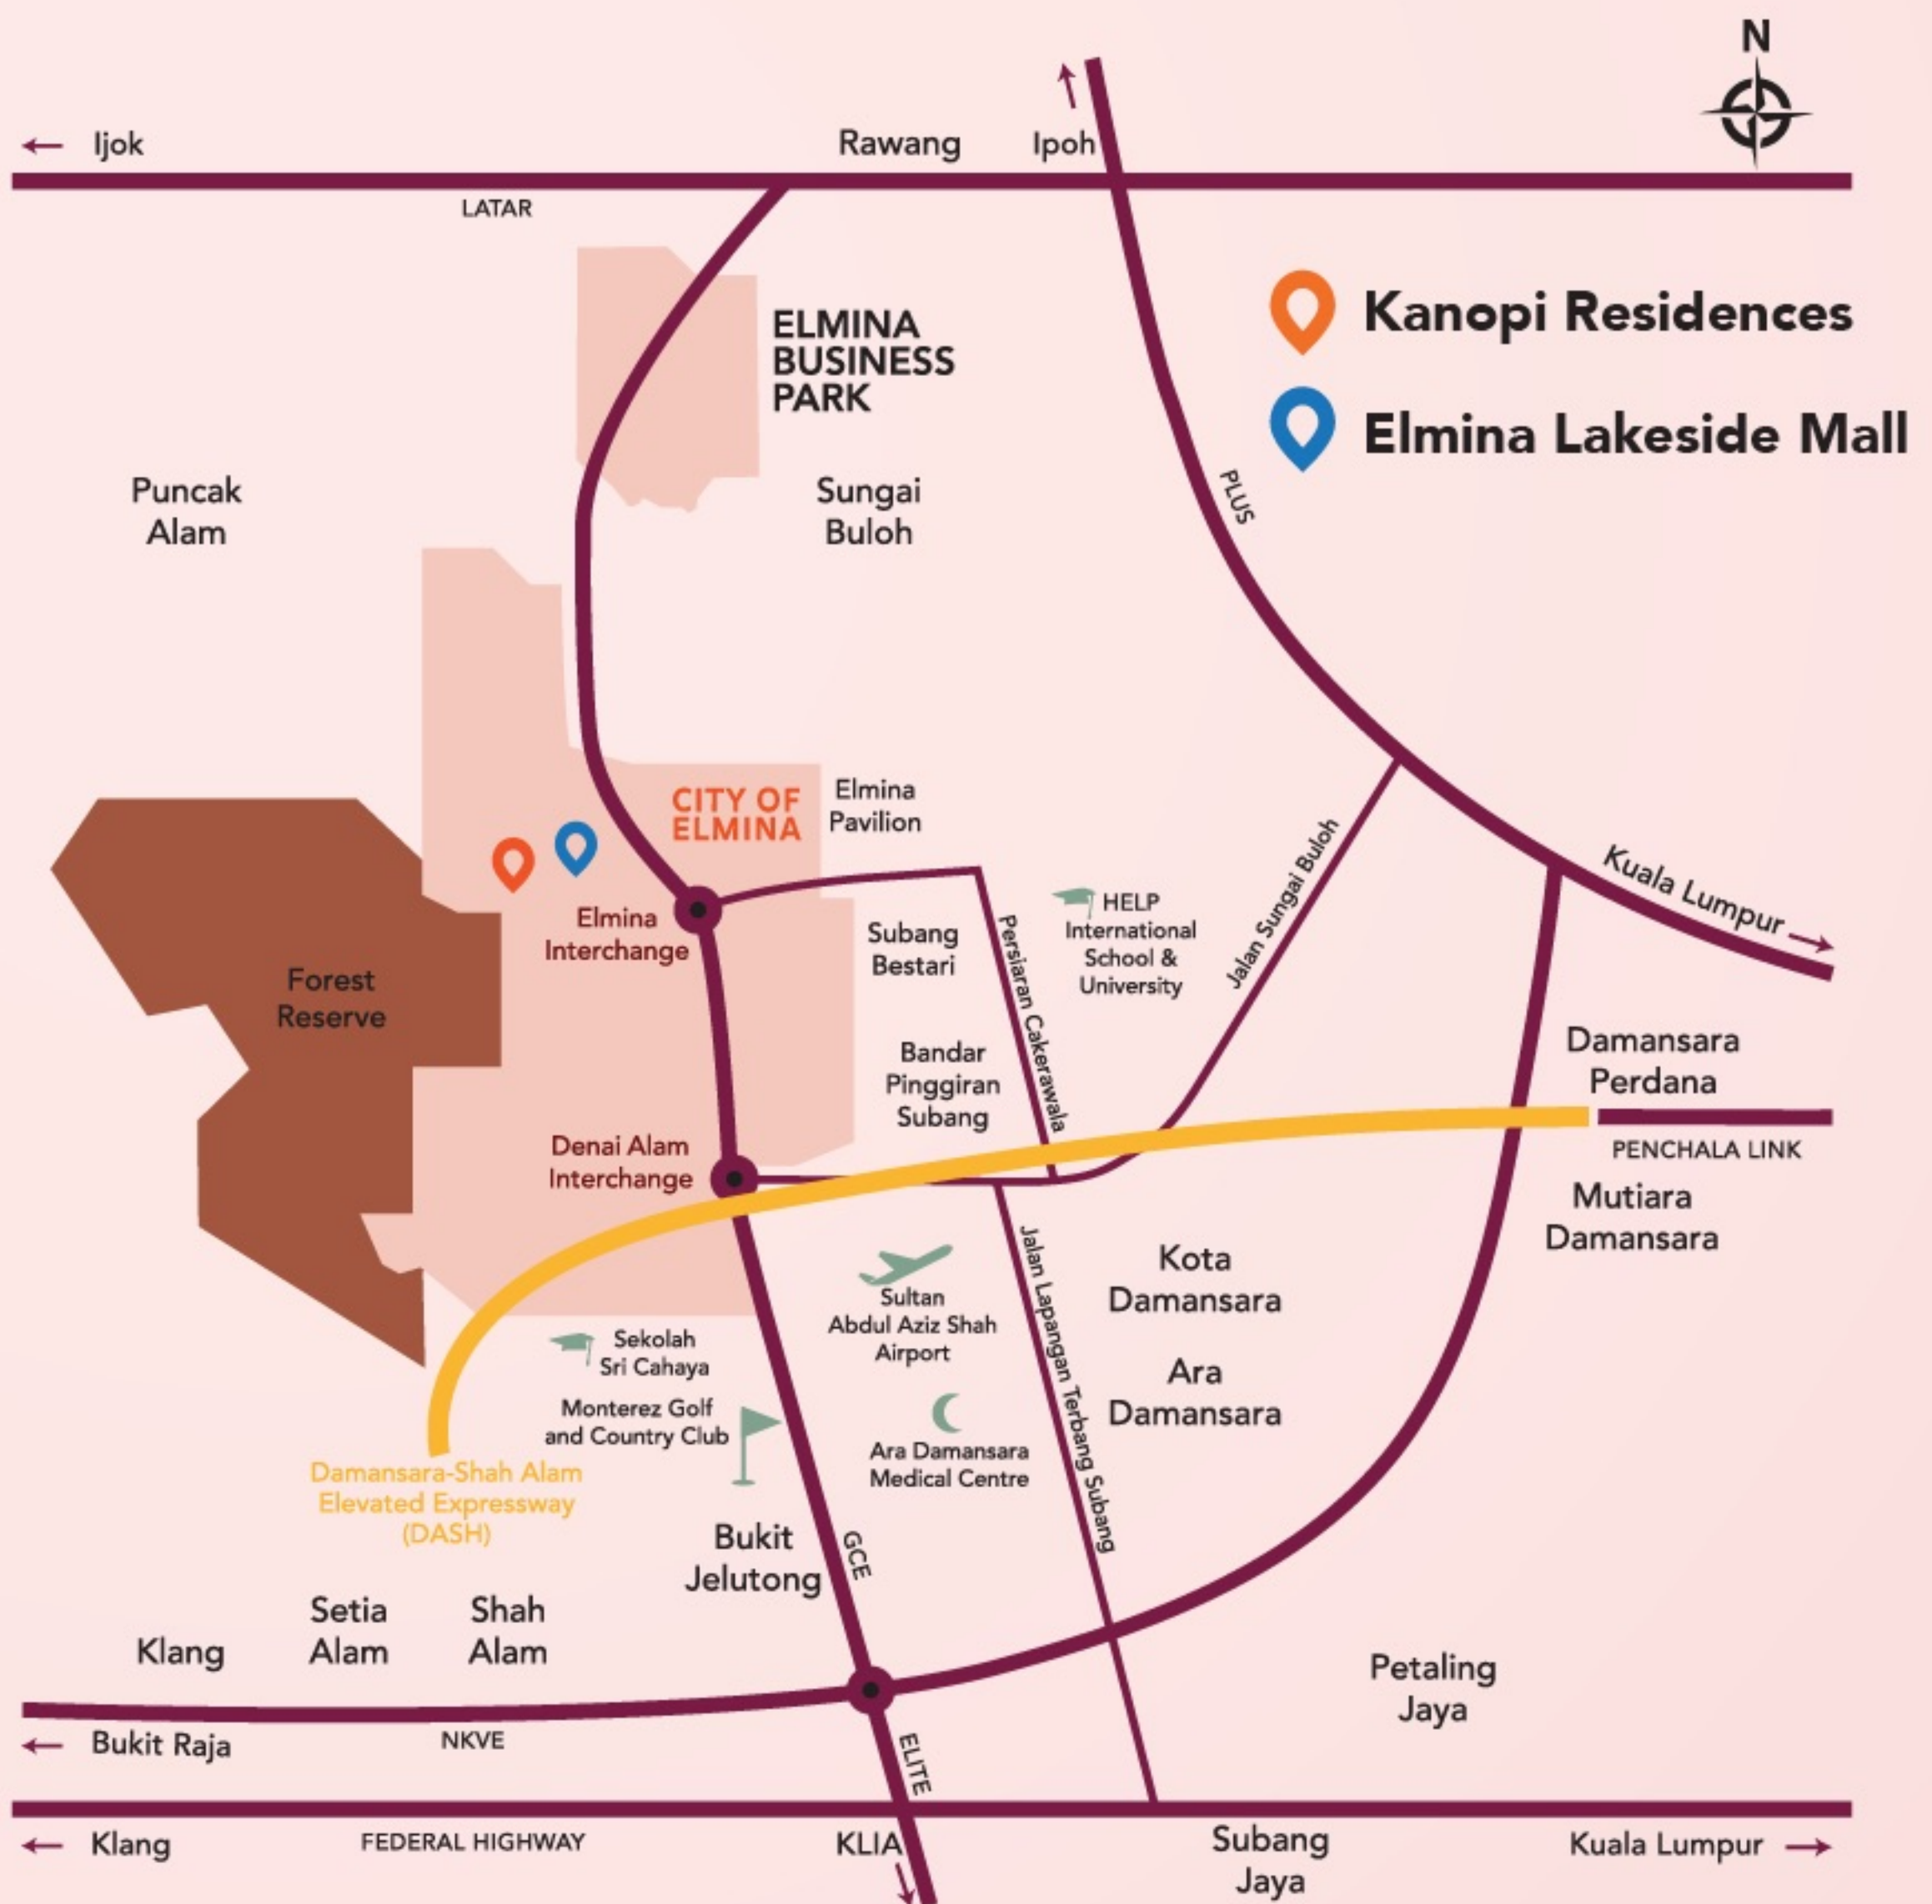 N
Ijok
Rawang
Ipoh
LATAR
Kanopi Residences
Elmina Lakeside Mall
ELMINA
BUSINESS
PARK
PLUS
Puncak
Alam
Sungai
Buloh
CITY OF
ELMINA
Elmina
Pavilion
Elmina
Interchange
Subang
Bestari
Persiaran Cakerawala
HELP
International
School &
University
Jalan Sungai Buloh
Kuala Lumpur
Forest
Reserve
Bandar
Pinggiran
Subang
Damansara
Perdana
PENCHALA LINK
Denai Alam
Interchange
Mutiara
Damansara
Sultan
Abdul Aziz Shah
Airport
Jalan Lapangan Terbang Subang
Kota
Damansara
Sekolah
Sri Cahaya
Ara
Damansara
Monterez Golf
and Country Club
Ara Damansara
Medical Centre
Damansara-Shah Alam
Elevated Expressway
(DASH)
Bukit
Jelutong
GCE
Klang
Setia
Alam
Shah
Alam
Petaling
Jaya
Bukit Raja
NKVE
ELITE
Klang
FEDERAL HIGHWAY
KLIA
Subang
Jaya
Kuala Lumpur